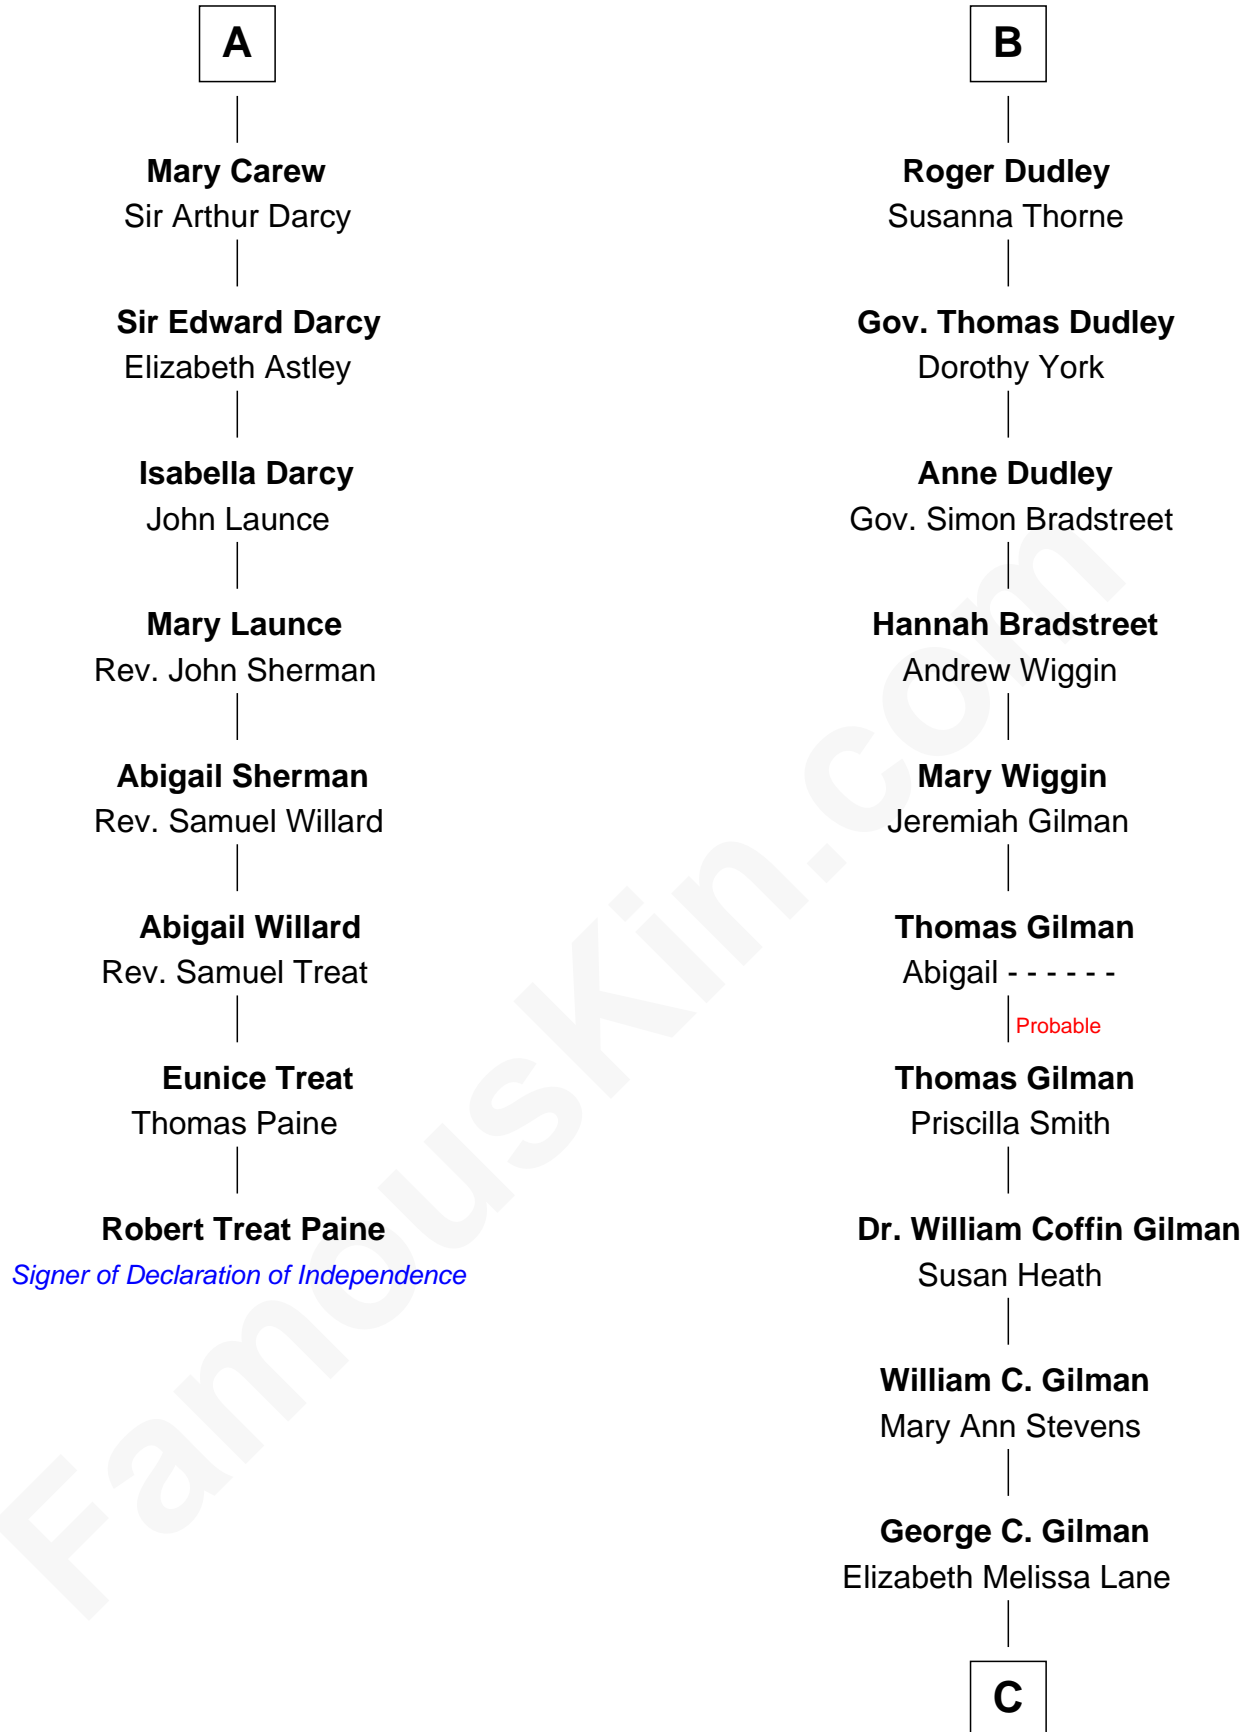 A
Mary Carew
Sir Arthur Darcy
Sir Edward Darcy
Elizabeth Astley
Isabella Darcy
John Launce
Mary Launce
Rev. John Sherman
Abigail Sherman
Rev. Samuel Willard
Abigail Willard
Rev. Samuel Treat
Eunice Treat
Thomas Paine
Robert Treat Paine
Signer of Declaration of Independence
B
Roger Dudley
Susanna Thorne
Gov. Thomas Dudley
Dorothy York
Anne Dudley
Gov. Simon Bradstreet
Hannah Bradstreet
Andrew Wiggin
Mary Wiggin
Jeremiah Gilman
Thomas Gilman
Abigail - - - - - -
Probable
Thomas Gilman
Priscilla Smith
Dr. William Coffin Gilman
Susan Heath
William C. Gilman
Mary Ann Stevens
George C. Gilman
Elizabeth Melissa Lane
C
FamousKin.com